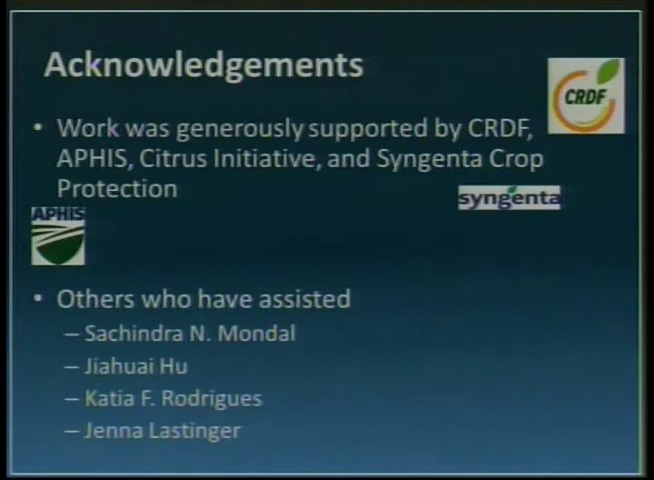 Acknowledgements
CRDF
• Work was generously supported by CRDF,
APHIS, Citrus Initiative, and Syngenta Crop
Protection
syngenta
APHIS
• Others who have assisted
– Sachindra N. Mondal
– Jiahuai Hu
– Katia F. Rodrigues
– Jenna Lastinger